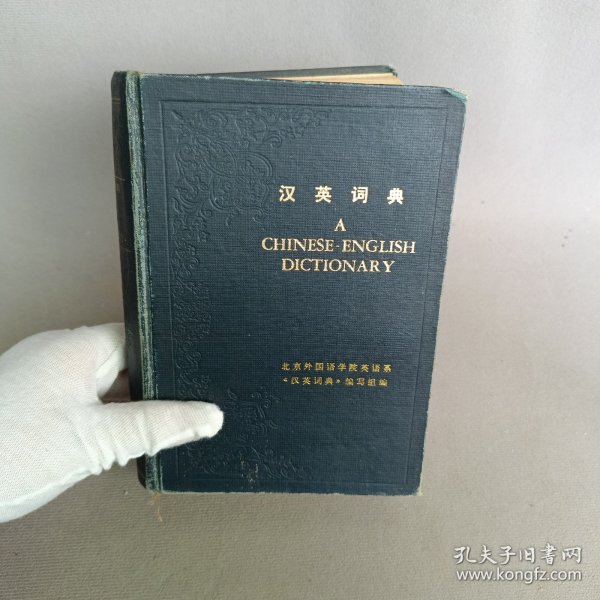 汉英词典
A
CHINESE-ENGLISH
DICTIONARY
北京外国语学院英语系
《汉英词典》编写组编
孔夫子旧书网
www.kongfz.com